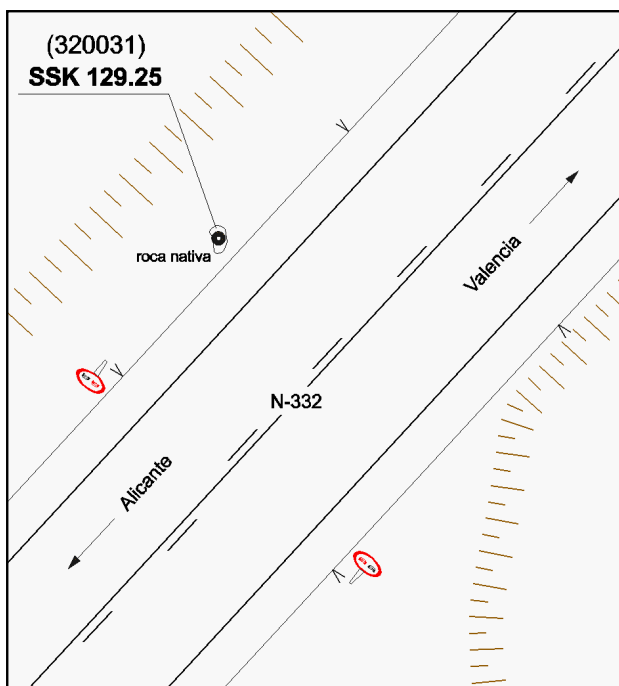 (320031)
SSK 129.25
roca nativa
Valencia
N-332
Alicante